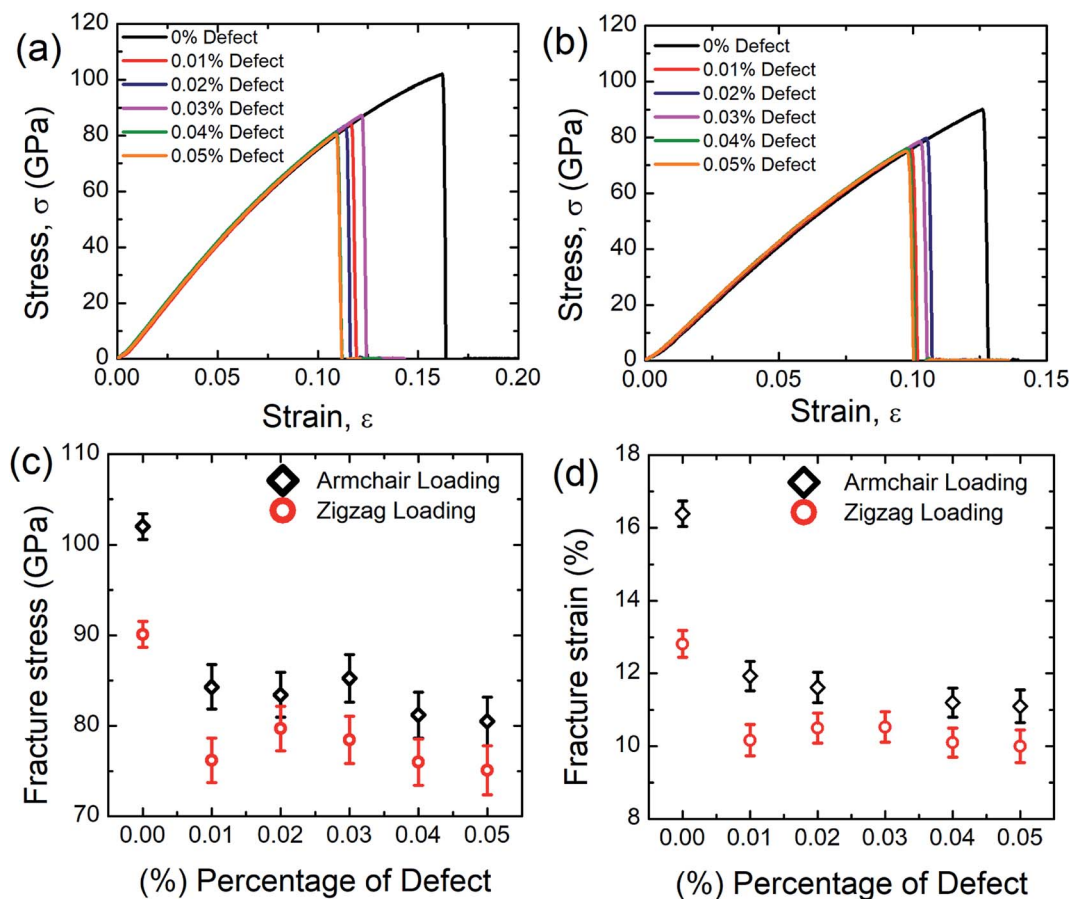 (a)
0% Defect
0.01% Defect
0.02% Defect
0.03% Defect
0.04% Defect
0.05% Defect
120
100
80
60
40
20
0
0.00 0.05 0.10 0.15 0.20
Stress, σ (GPa)
Strain, ε
(b)
0% Defect
0.01% Defect
0.02% Defect
0.03% Defect
0.04% Defect
0.05% Defect
120
100
80
60
40
20
0
0.00 0.05 0.10 0.15
Stress, σ (GPa)
Strain, ε
(c)
Armchair Loading
Zigzag Loading
110
100
90
80
70
0.00 0.01 0.02 0.03 0.04 0.05
Fracture stress (GPa)
(%) Percentage of Defect
(d)
Armchair Loading
Zigzag Loading
18
16
14
12
10
8
0.00 0.01 0.02 0.03 0.04 0.05
Fracture strain (%)
(%) Percentage of Defect